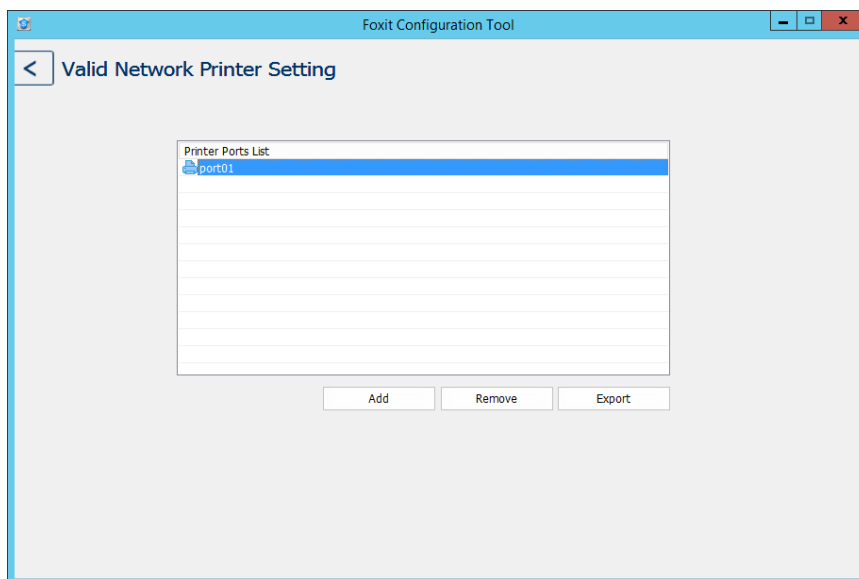 Foxit Configuration Tool
Valid Network Printer Setting
Printer Ports List
port01
Add Remove Export